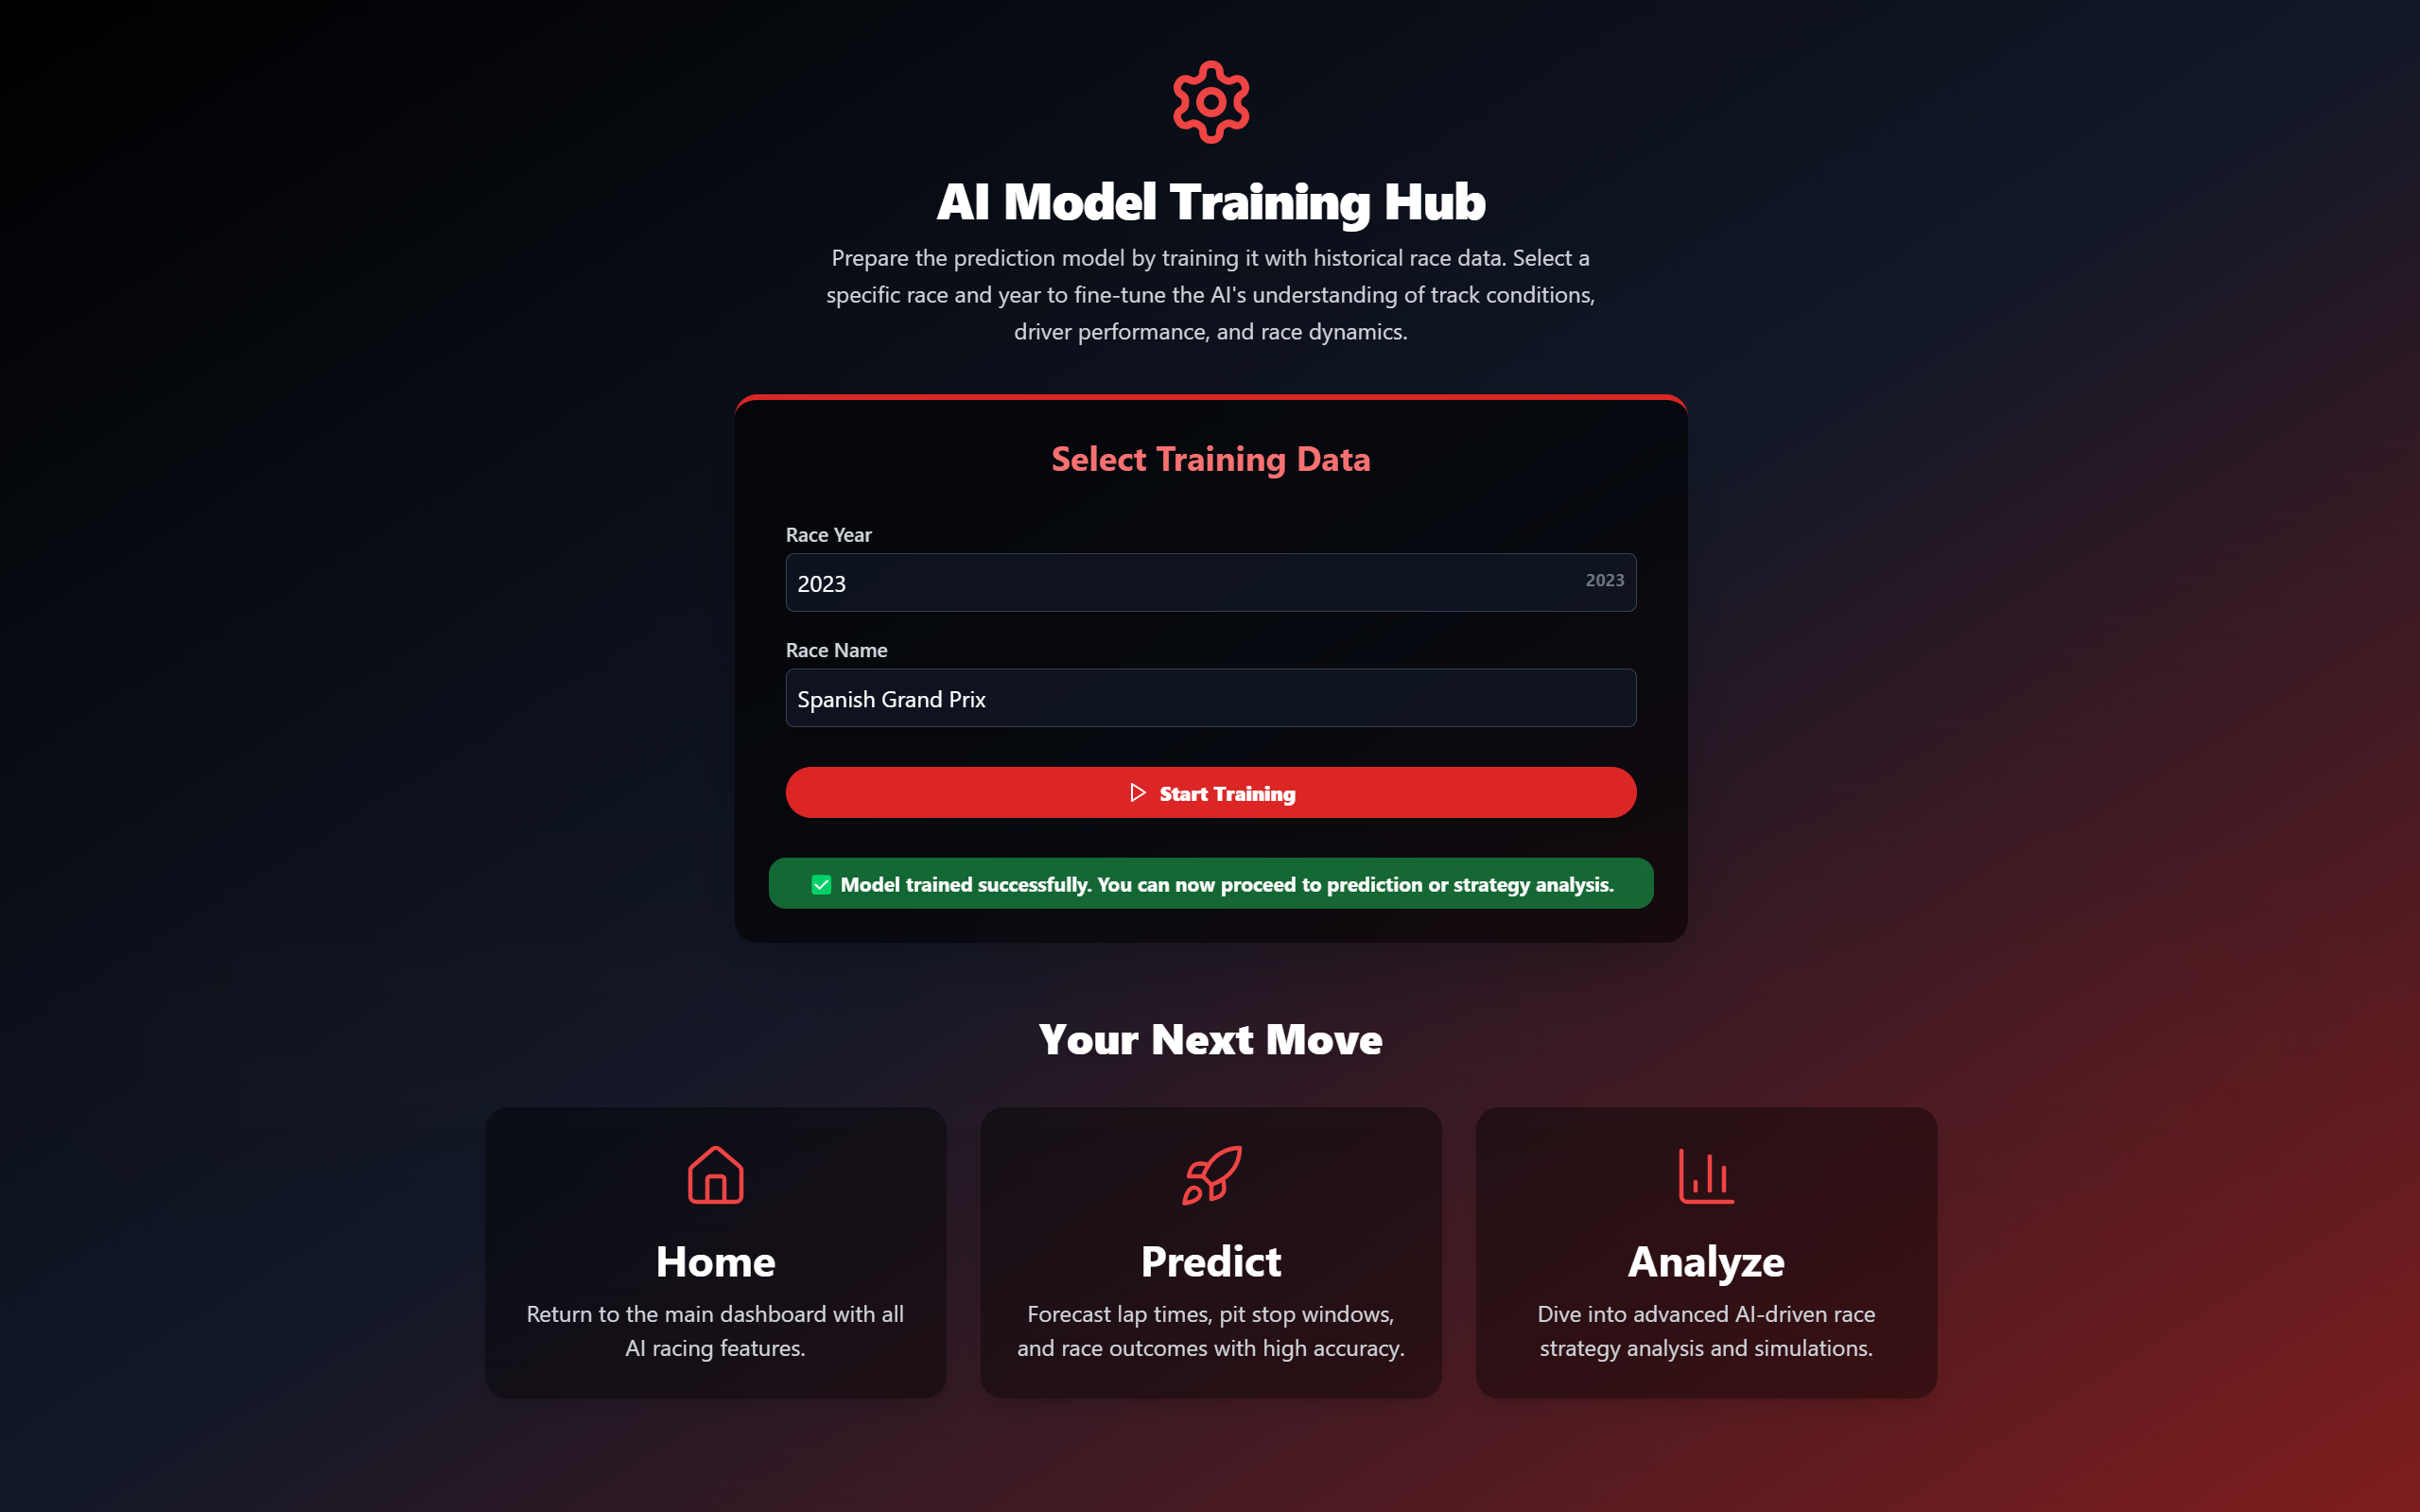 AI Model Training Hub
Prepare the prediction model by training it with historical race data. Select a
specific race and year to fine-tune the AI's understanding of track conditions,
driver performance, and race dynamics.
Select Training Data
Race Year
2023 2023
Race Name
Spanish Grand Prix
Start Training
✅ Model trained successfully. You can now proceed to prediction or strategy analysis.
Your Next Move
Home
Return to the main dashboard with all
AI racing features.
Predict
Forecast lap times, pit stop windows,
and race outcomes with high accuracy.
Analyze
Dive into advanced AI-driven race
strategy analysis and simulations.